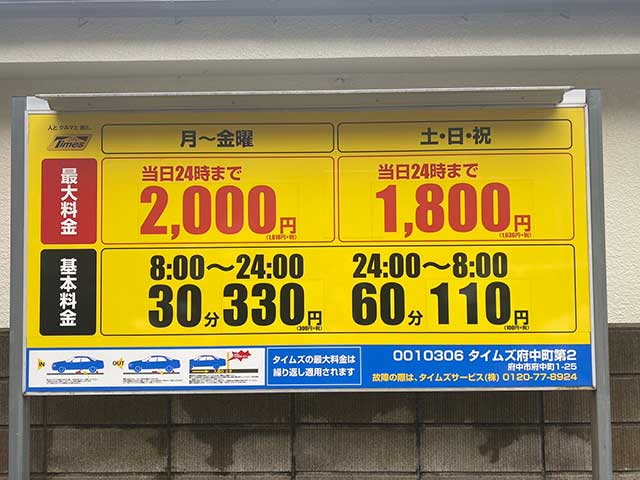 人と クルマと 街に。
Times
月〜金曜
土・日・祝
最大料金
当日24時まで
2,000円
(1,818円+税)
当日24時まで
1,800円
(1,636円+税)
基本料金
8:00〜24:00
30分 330円
(300円+税)
24:00〜8:00
60分 110円
(100円+税)
IN
OUT
タイムズの最大料金は
繰り返し適用されます
0010306 タイムズ府中町第2
府中市府中町1-25
故障の際は、タイムズサービス(株) 0120-77-8924